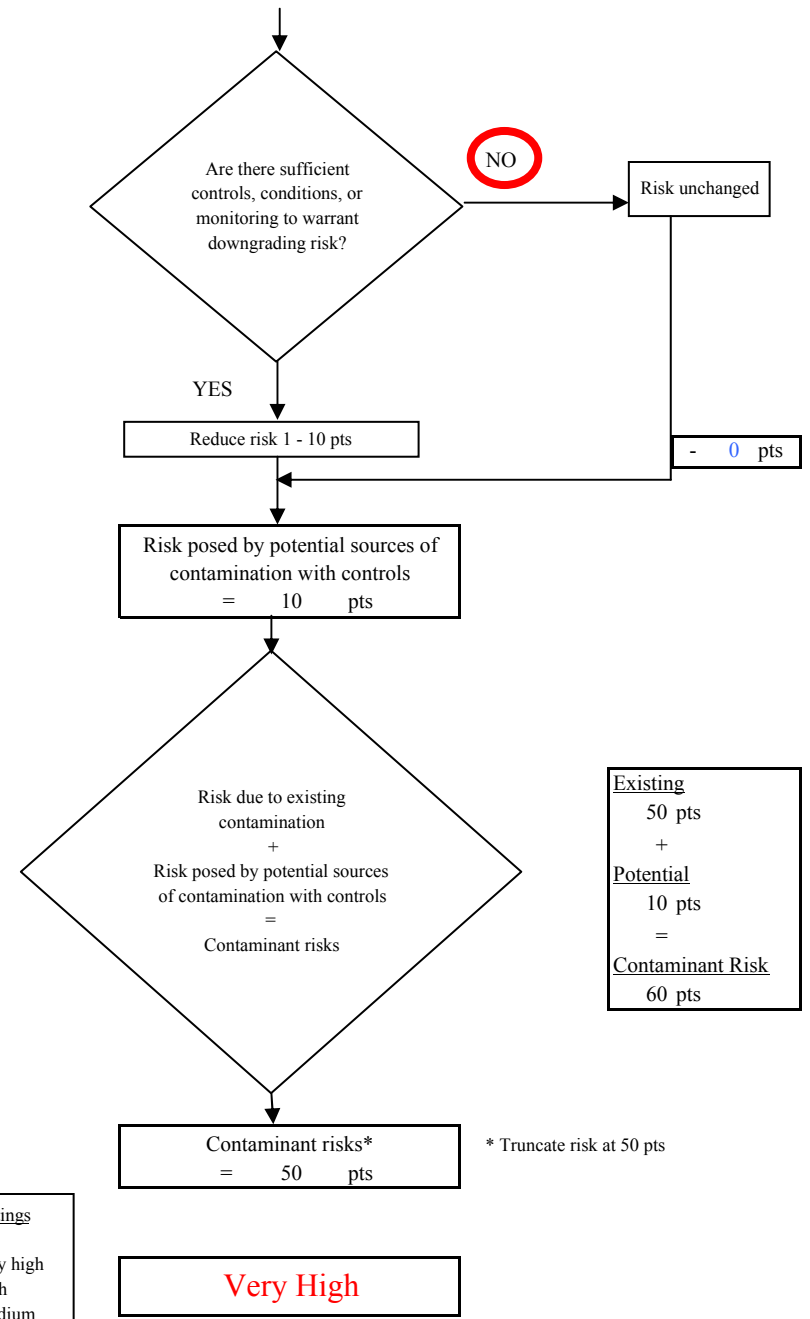 Are there sufficient
controls, conditions, or
monitoring to warrant
downgrading risk?
NO
Risk unchanged
YES
Reduce risk 1 - 10 pts
- 0 pts
Risk posed by potential sources of
contamination with controls
= 10 pts
Risk due to existing
contamination
+
Risk posed by potential sources
of contamination with controls
=
Contaminant risks
Existing
50 pts
+
Potential
10 pts
=
Contaminant Risk
60 pts
Contaminant risks*
= 50 pts
* Truncate risk at 50 pts
high
Very High